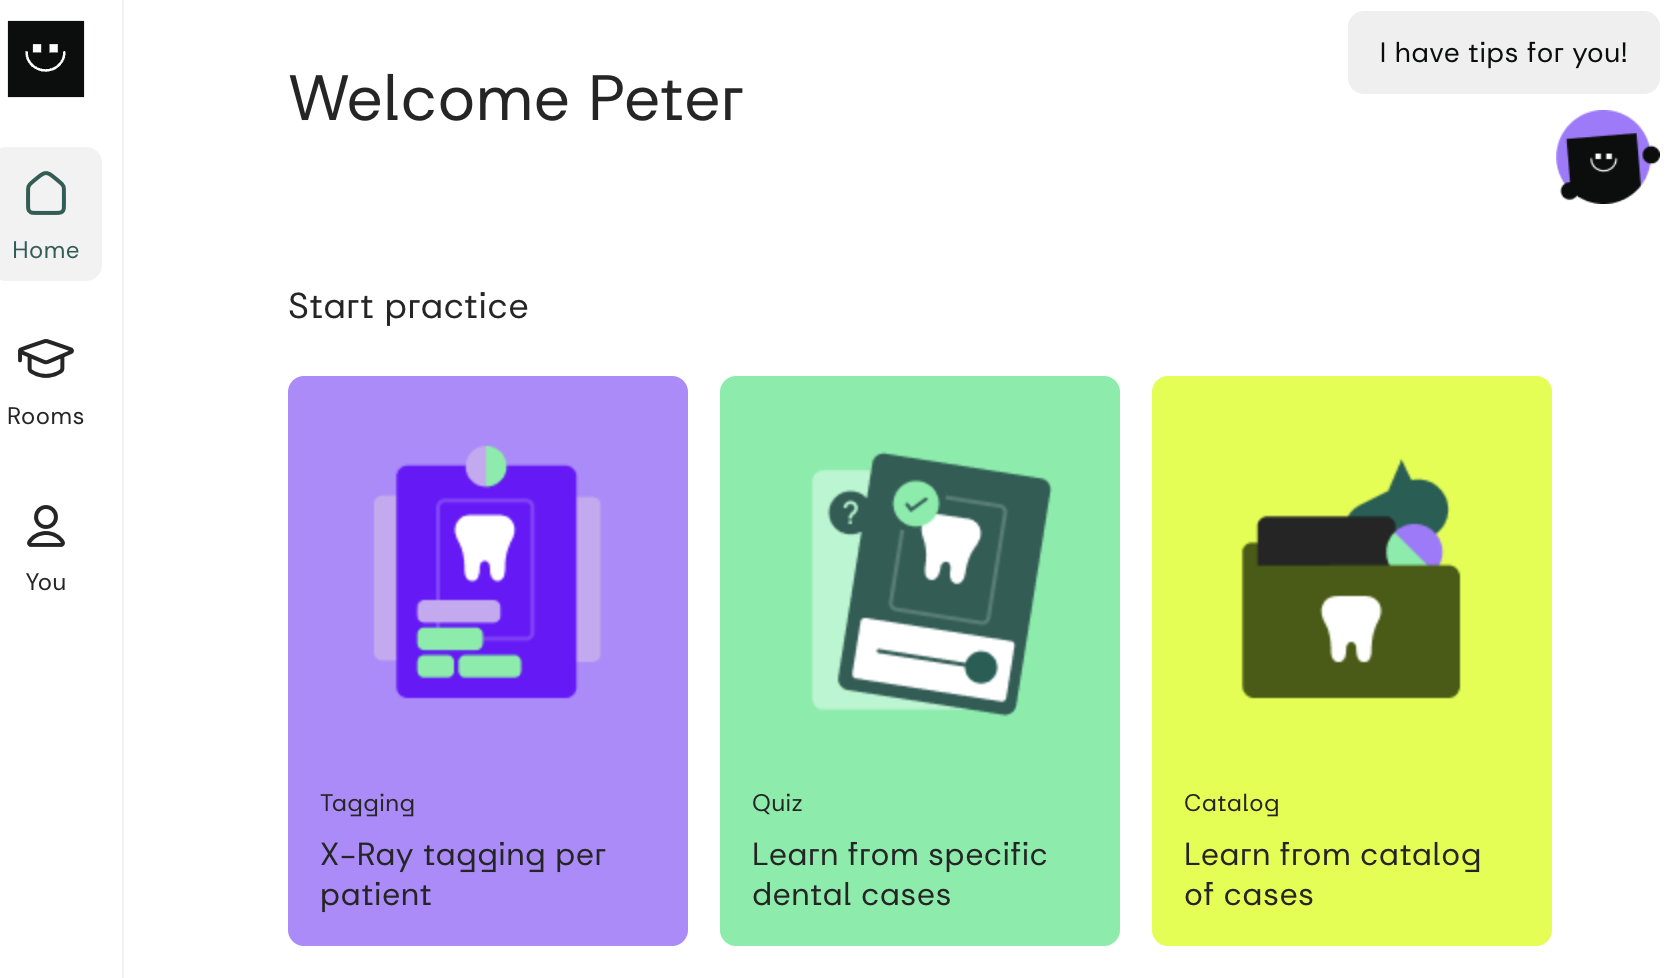 I have tips for you!
Welcome Peter
Home
Rooms
You
Start practice
?
Tagging
X-Ray tagging per
patient
Quiz
Learn from specific
dental cases
Catalog
Learn from catalog
of cases